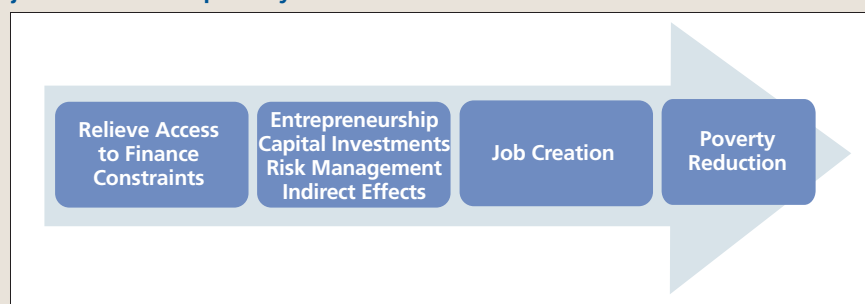 Relieve Access
to Finance
Constraints
Entrepreneurship
Capital Investments
Risk Management
Indirect Effects
Job Creation
Poverty
Reduction